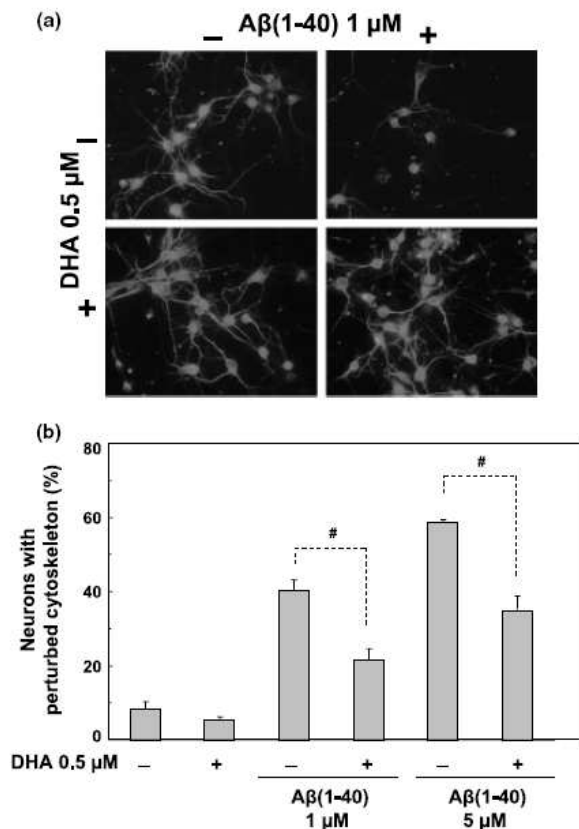 (a)
Aβ(1-40) 1 µM
– +
DHA 0.5 µM
–
+
(b)
Neurons with
perturbed cytoskeleton (%)
80
60
40
20
0
# #
DHA 0.5 µM – + – + – +
Aβ(1-40) Aβ(1-40)
1 µM 5 µM